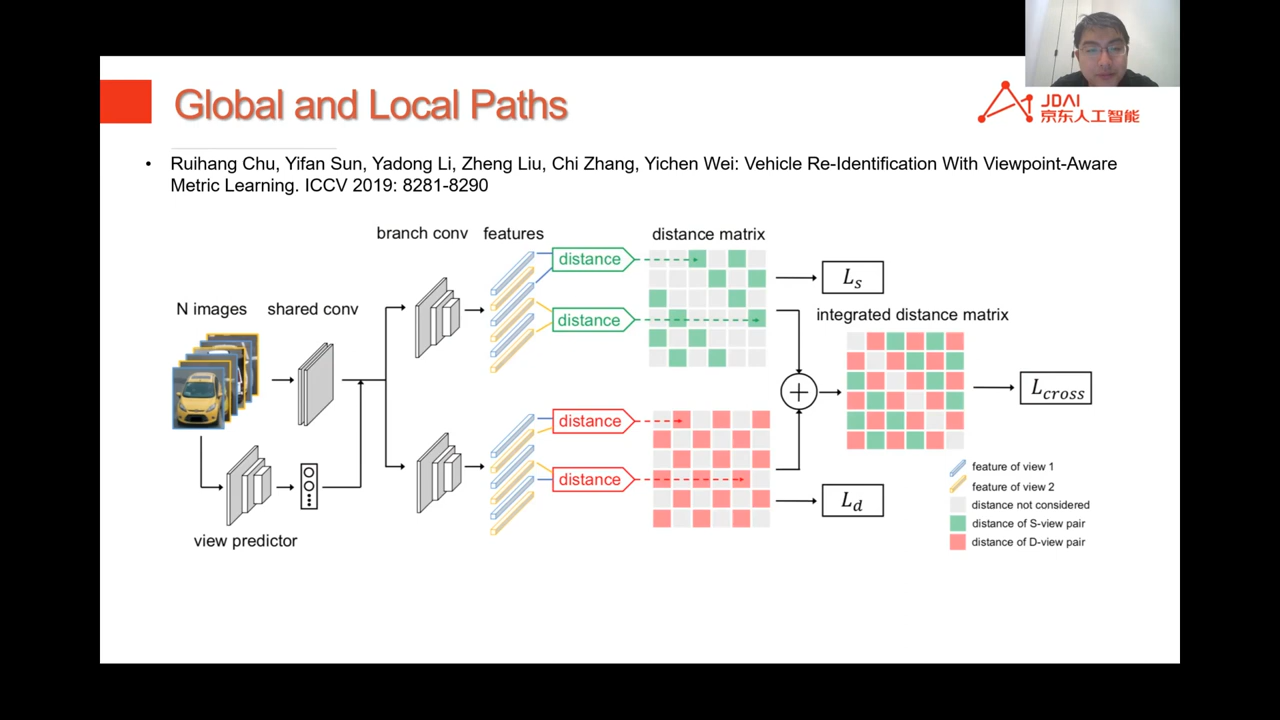 Global and Local Paths
JDAI
京东人工智能
• Ruihang Chu, Yifan Sun, Yadong Li, Zheng Liu, Chi Zhang, Yichen Wei: Vehicle Re-Identification With Viewpoint-Aware
Metric Learning. ICCV 2019: 8281-8290
branch conv
features
distance matrix
distance
N images
shared conv
distance
L_s
integrated distance matrix
L_cross
distance
distance
L_d
view predictor
feature of view 1
feature of view 2
distance not considered
distance of S-view pair
distance of D-view pair